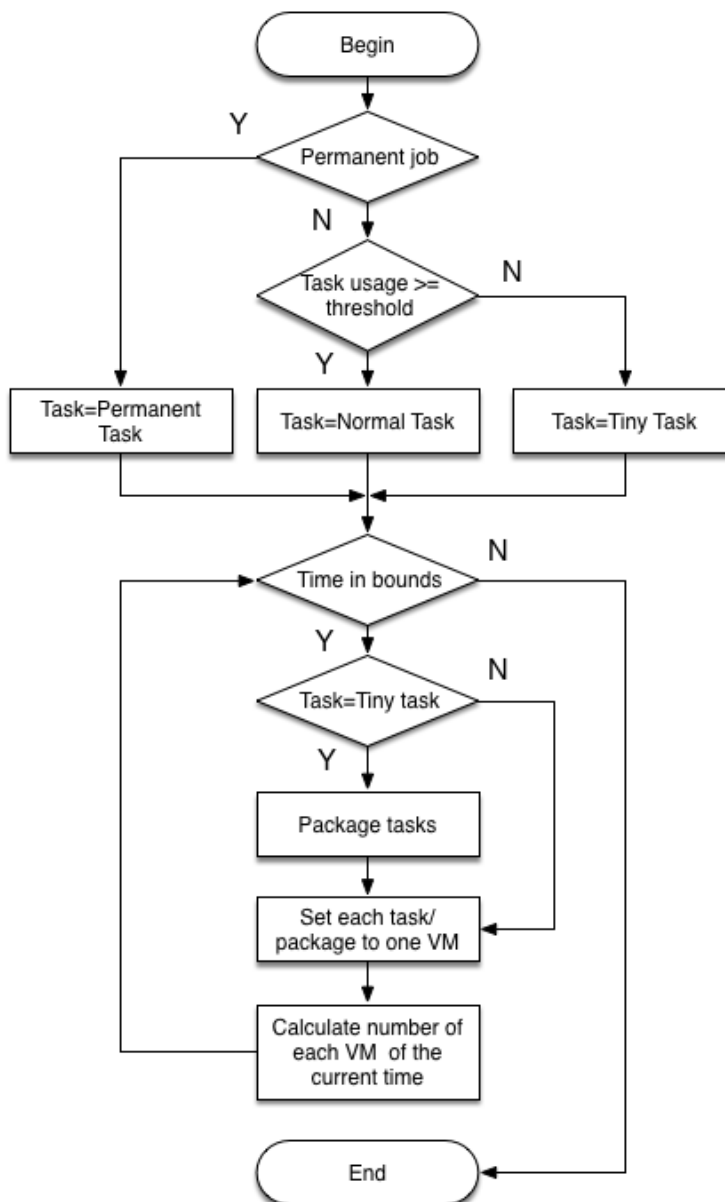 Begin
Y
Permanent job
N
Task usage >=
threshold
N
Y
Task=Permanent
Task
Task=Normal Task
Task=Tiny Task
Time in bounds
N
Y
Task=Tiny task
N
Y
Package tasks
Set each task/
package to one VM
Calculate number of
each VM of the
current time
End